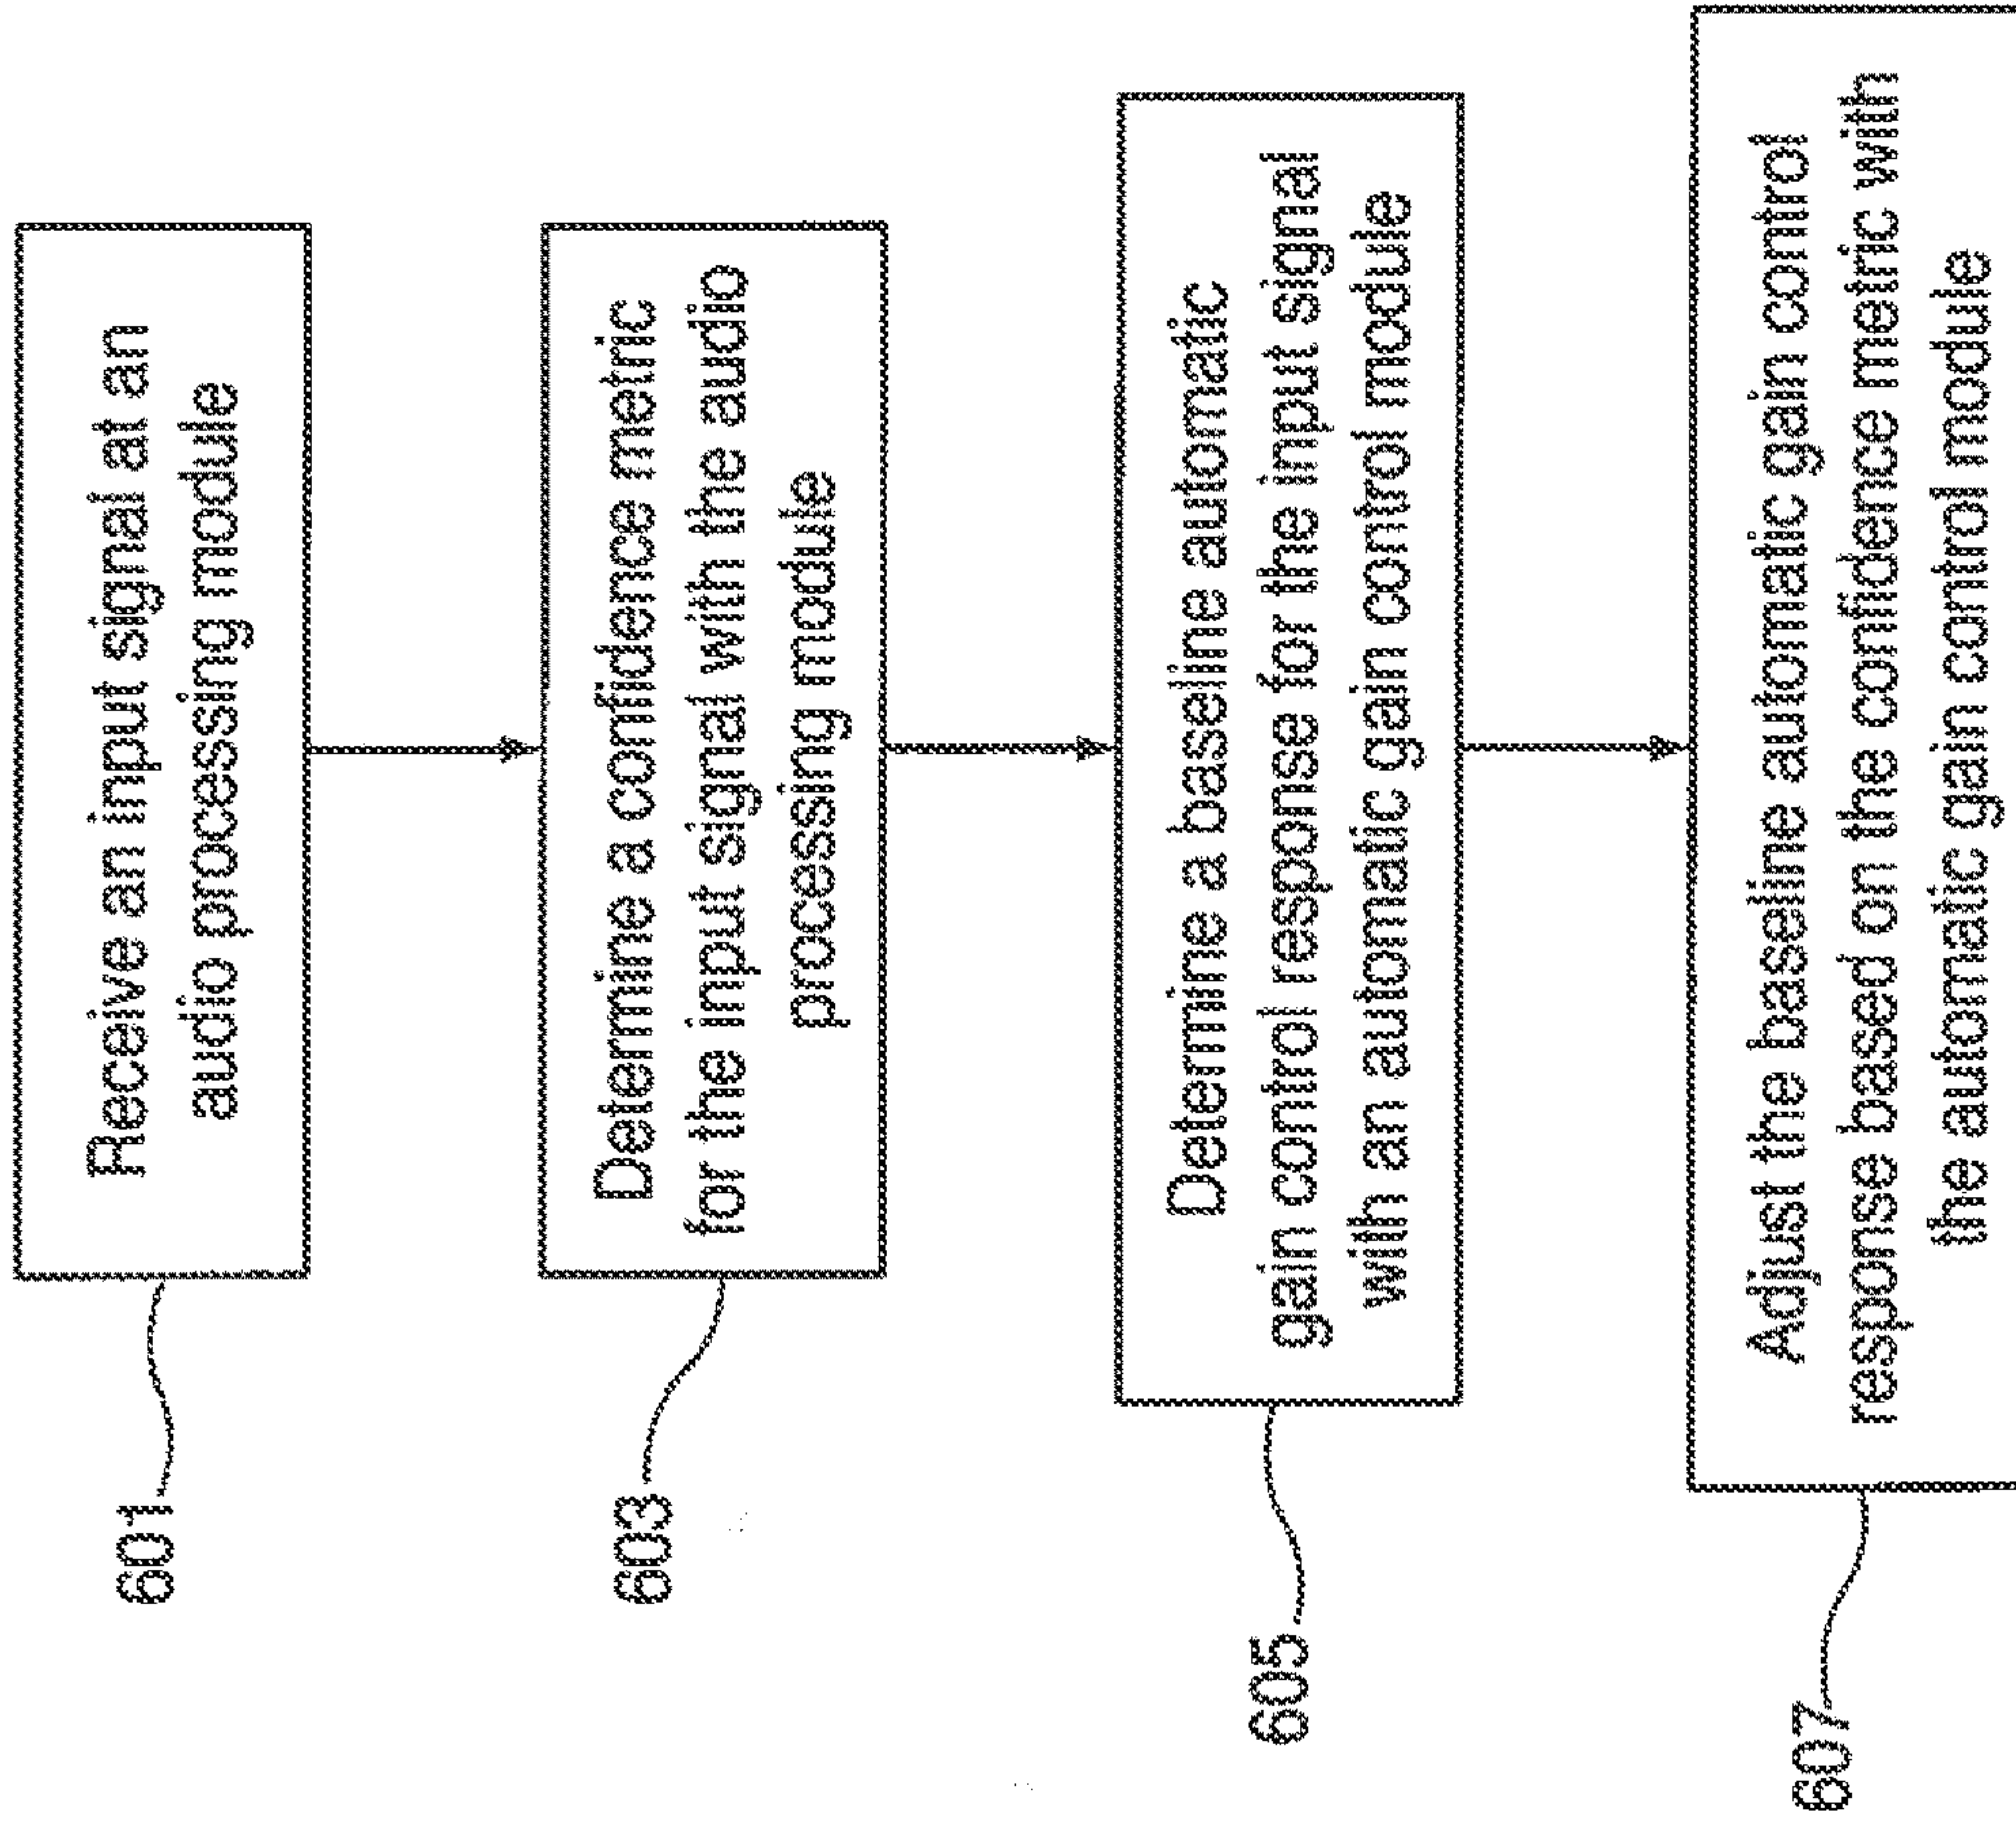 601
Receive an input signal at an
audio processing module
603
Determine a confidence metric
for the input signal with the audio
processing module
605
Determine a baseline automatic
gain control response for the input signal
with an automatic gain control module
607
Adjust the baseline automatic gain control
response based on the confidence metric with
the automatic gain control module